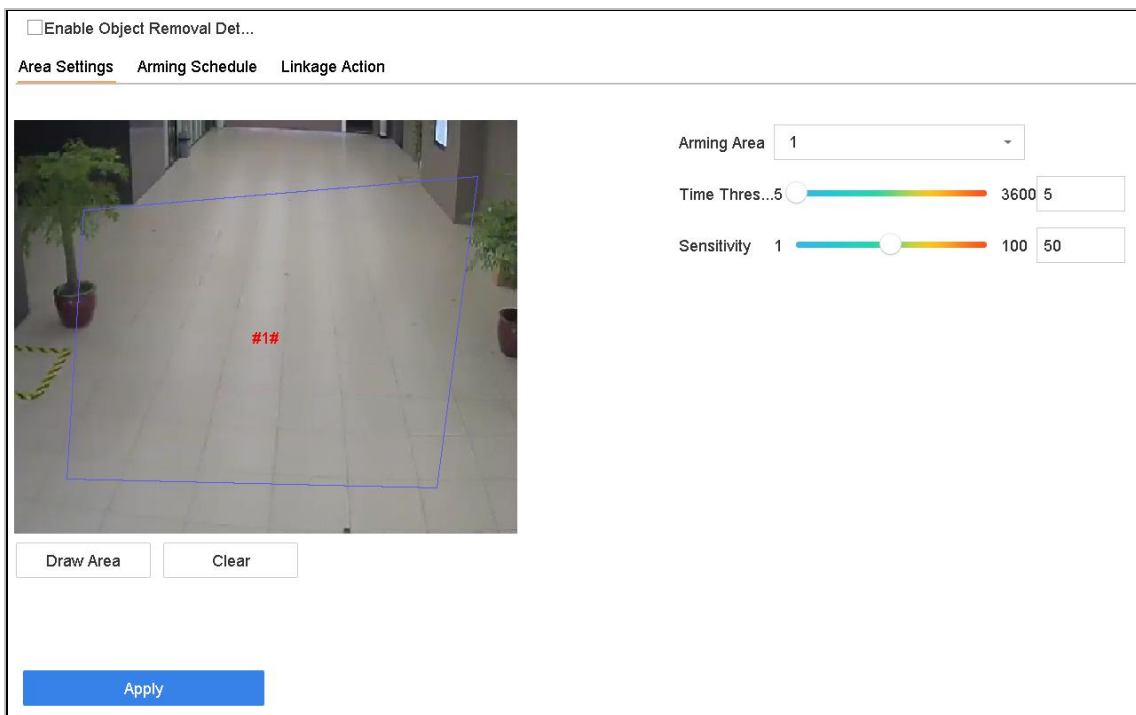 Enable Object Removal Det...
Area Settings Arming Schedule Linkage Action
Arming Area 1
Time Thres...5 3600 5
Sensitivity 1 100 50
#1#
Draw Area Clear
Apply